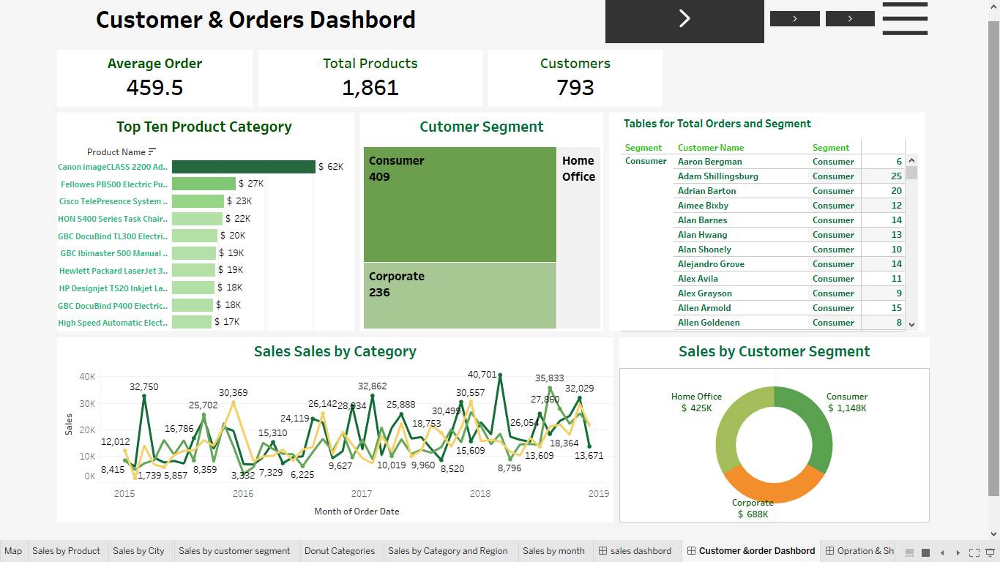 Customer & Orders Dashbord
Average Order
459.5
Total Products
1,861
Customers
793
Top Ten Product Category
Product Name
Canon imageCLASS 2200 Ad.. $ 62K
Fellowes PB500 Electric Pu.. $ 27K
Cisco TelePresence System .. $ 23K
HON 5400 Series Task Chair.. $ 22K
GBC DocuBind TL300 Electri.. $ 20K
GBC Ibimaster 500 Manual .. $ 19K
Hewlett Packard LaserJet 3.. $ 19K
HP Designjet T520 Inkjet La.. $ 18K
GBC DocuBind P400 Electric.. $ 18K
High Speed Automatic Elect.. $ 17K
Cutomer Segment
Consumer
409
Home
Office
Corporate
236
Tables for Total Orders and Segment
Segment Customer Name Segment
Consumer Aaron Bergman Consumer 6
Adam Shillingsburg Consumer 25
Adrian Barton Consumer 20
Aimee Bixby Consumer 12
Alan Barnes Consumer 14
Alan Hwang Consumer 13
Alan Shonely Consumer 10
Alejandro Grove Consumer 14
Alex Avila Consumer 11
Alex Grayson Consumer 9
Allen Armold Consumer 15
Allen Goldenen Consumer 8
Sales Sales by Category
Sales
40K
30K
20K
10K
0K
40,701
35,833
32,750
32,862
32,029
30,369
30,557
25,702
26,142
28,934
25,888
27,860
30,499
24,119
16,786
18,753
26,054
12,012
15,310
15,609
18,364
13,609
13,671
8,415
1,739
5,857
8,359
3,332
7,329
6,225
9,627
10,019
9,960
8,520
8,796
2015 2016 2017 2018 2019
Month of Order Date
Sales by Customer Segment
Home Office
$ 425K
Consumer
$ 1,148K
Corporate
$ 688K
Map Sales by Product Sales by City Sales by customer segment Donut Categories Sales by Category and Region Sales by month sales dashbord Customer &order Dashbord Opration & Sh